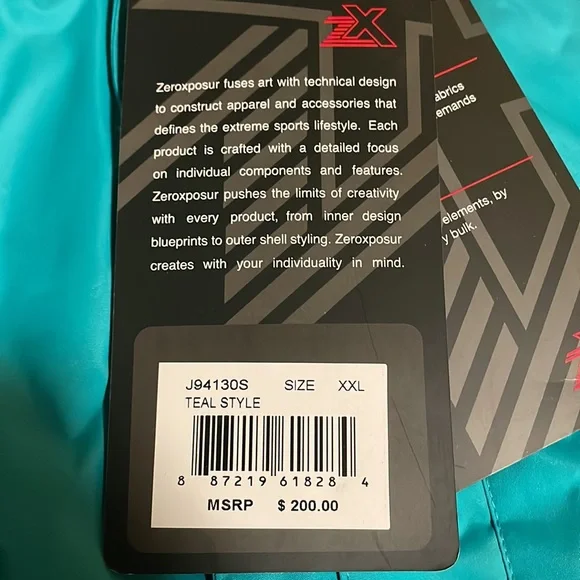 ZX
Zeroxposur fuses art with technical design
to construct apparel and accessories that
defines the extreme sports lifestyle. Each
product is crafted with a detailed focus
on individual components and features.
Zeroxposur pushes the limits of creativity
with every product, from inner design
blueprints to outer shell styling. Zeroxposur
creates with your individuality in mind.
J94130S SIZE XXL
TEAL STYLE
8 87219 61828 4
MSRP $ 200.00
elements, by
bulk.